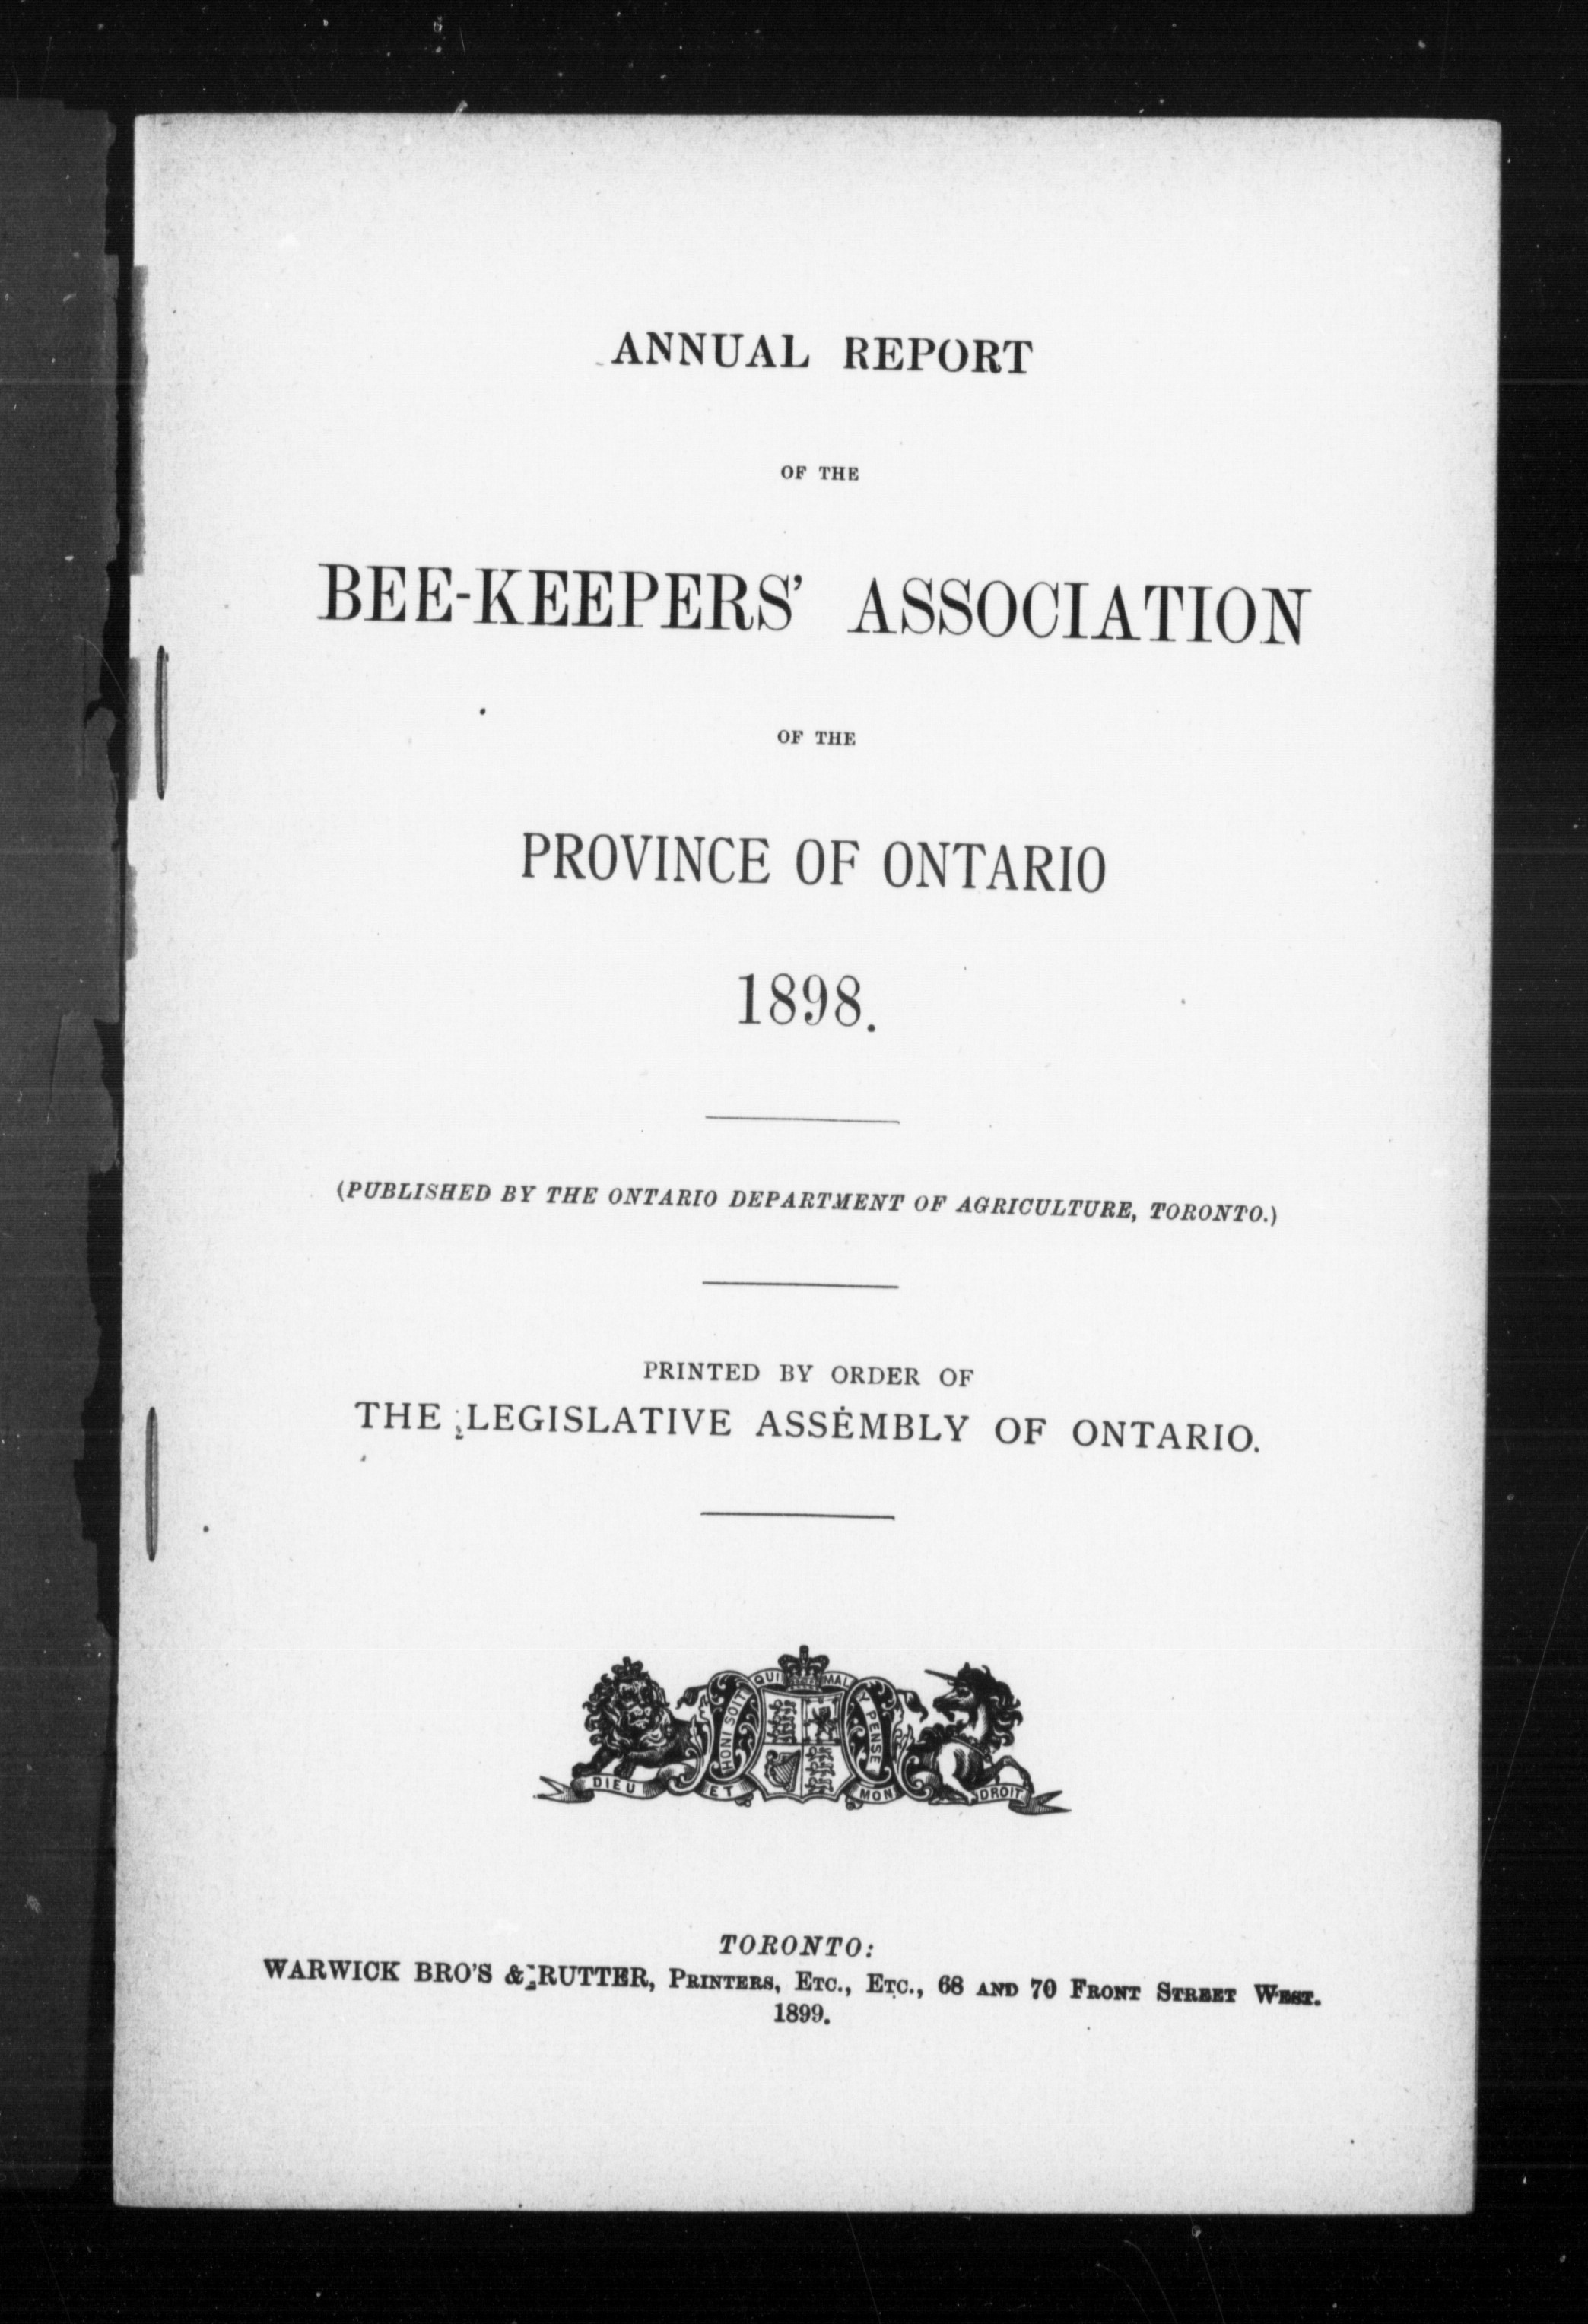 ANNUAL REPORT
OF THE
BEE-KEEPERS' ASSOCIATION
OF THE
PROVINCE OF ONTARIO
1898.
(PUBLISHED BY THE ONTARIO DEPARTMENT OF AGRICULTURE, TORONTO.)
PRINTED BY ORDER OF
THE LEGISLATIVE ASSEMBLY OF ONTARIO.
HONI SOIT QUI MAL Y PENSE
DIEU ET MON DROIT
TORONTO:
WARWICK BRO'S & RUTTER, PRINTERS, ETC., ETC., 68 AND 70 FRONT STREET WEST.
1899.